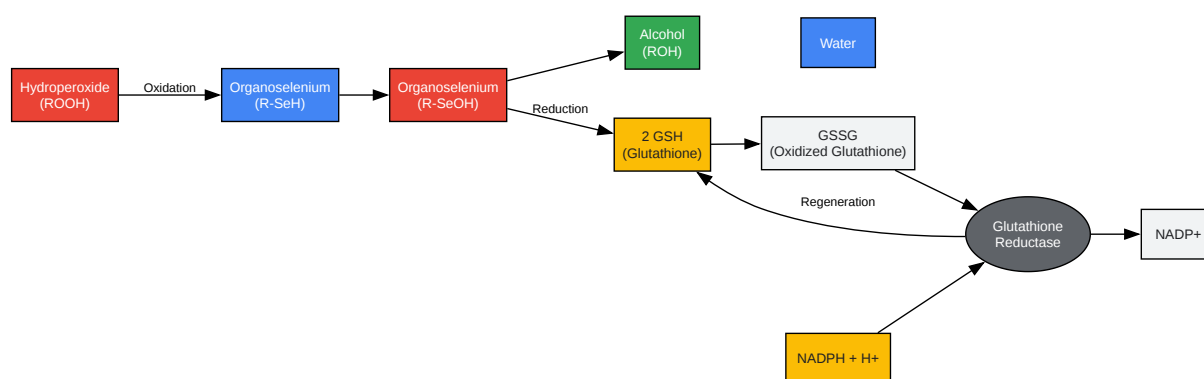 Hydroperoxide
(ROOH)
Oxidation
Organoselenium
(R-SeH)
Organoselenium
(R-SeOH)
Alcohol
(ROH)
Water
Reduction
2 GSH
(Glutathione)
GSSG
(Oxidized Glutathione)
Regeneration
Glutathione
Reductase
NADP+
NADPH + H+